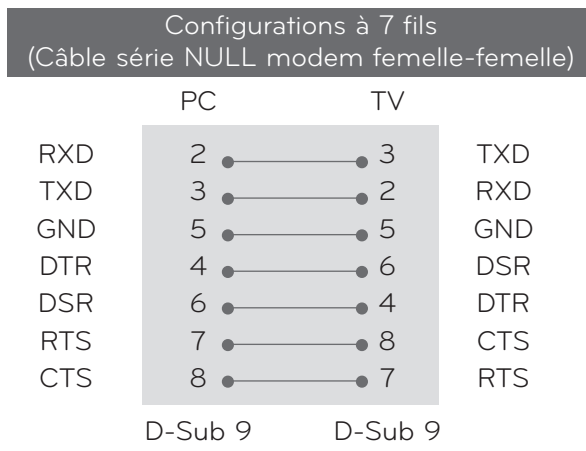 Configurations à 7 fils
(Câble série NULL modem femelle-femelle)
PC TV
RXD 2 3 TXD
TXD 3 2 RXD
GND 5 5 GND
DTR 4 6 DSR
DSR 6 4 DTR
RTS 7 8 CTS
CTS 8 7 RTS
D-Sub 9 D-Sub 9